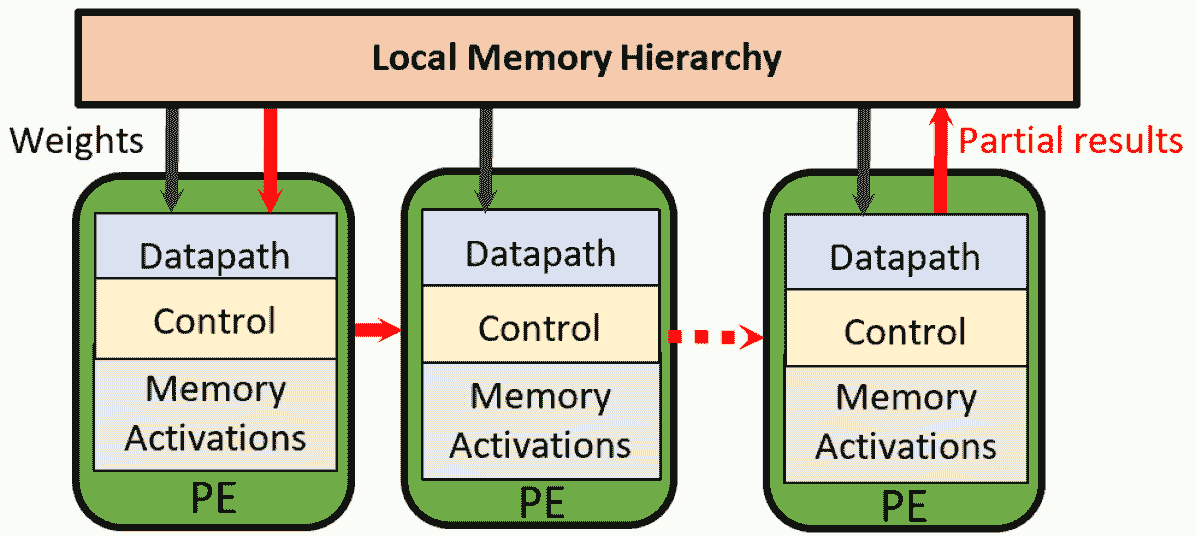 Local Memory Hierarchy
Weights
Partial results
Datapath
Control
Memory
Activations
PE
Datapath
Control
Memory
Activations
PE
Datapath
Control
Memory
Activations
PE